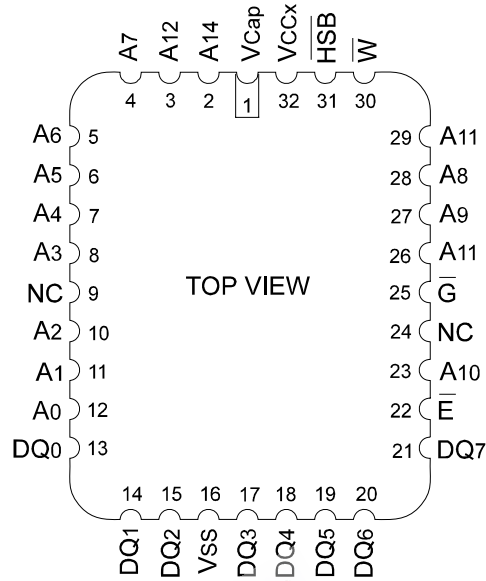 A7 A12 A14 VCap VCCx HSB W
4 3 2 1 32 31 30
A6 5 29 A11
A5 6 28 A8
A4 7 27 A9
A3 8 26 A11
NC 9 TOP VIEW 25 G
A2 10 24 NC
A1 11 23 A10
A0 12 22 E
DQ0 13 21 DQ7
14 15 16 17 18 19 20
DQ1 DQ2 VSS DQ3 DQ4 DQ5 DQ6